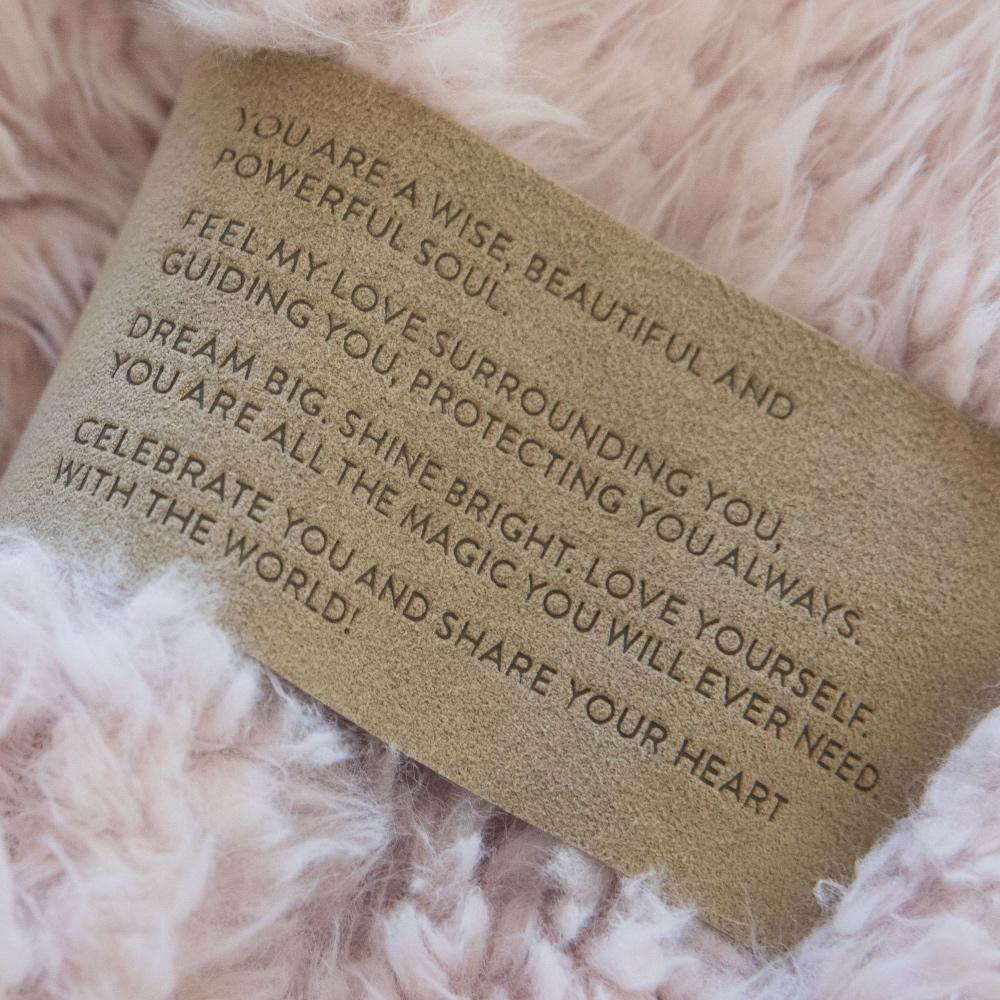 YOU ARE A WISE, BEAUTIFUL AND
POWERFUL SOUL.
FEEL MY LOVE SURROUNDING YOU,
GUIDING YOU, PROTECTING YOU ALWAYS.
DREAM BIG. SHINE BRIGHT. LOVE YOURSELF.
YOU ARE ALL THE MAGIC YOU WILL EVER NEED.
CELEBRATE YOU AND SHARE YOUR HEART
WITH THE WORLD!